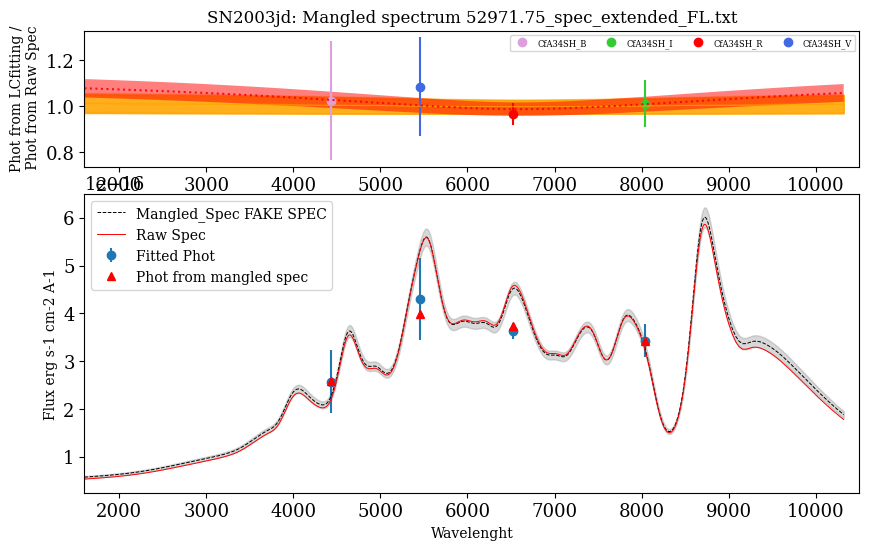 SN2003jd: Mangled spectrum 52971.75_spec_extended_FL.txt
Phot from LCfitting /
Phot from Raw Spec
CfA34SH_B CfA34SH_I CfA34SH_R CfA34SH_V
1.2
1.0
0.8
2000 3000 4000 5000 6000 7000 8000 9000 10000
1e−16
Mangled_Spec FAKE SPEC
Raw Spec
Fitted Phot
Phot from mangled spec
Flux erg s-1 cm-2 A-1
6
5
4
3
2
1
2000 3000 4000 5000 6000 7000 8000 9000 10000
Wavelenght